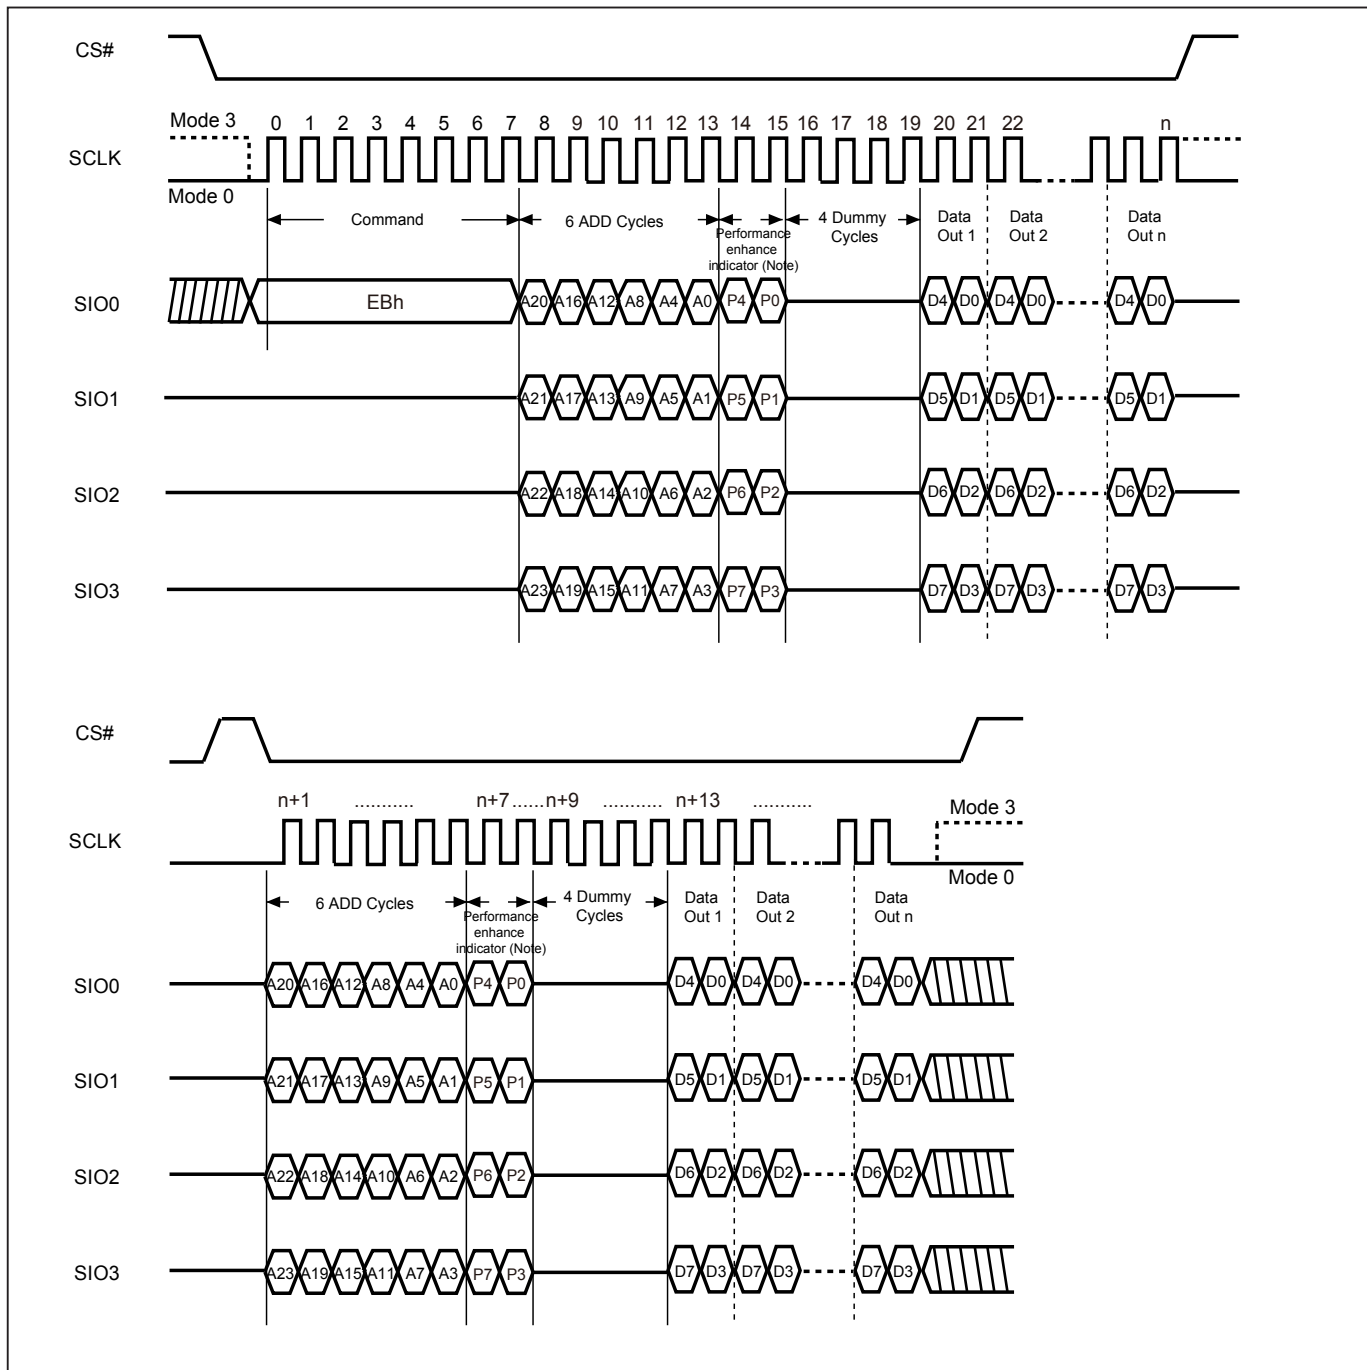 CS#
Mode 3
0 1 2 3 4 5 6 7 8 9 10 11 12 13 14 15 16 17 18 19 20 21 22 n
SCLK
Mode 0
Command
6 ADD Cycles
Performance
enhance
indicator (Note)
4 Dummy
Cycles
Data
Out 1
Data
Out 2
Data
Out n
SIO0 EBh A20 A16 A12 A8 A4 A0 P4 P0 D4 D0 D4 D0 D4 D0
SIO1 A21 A17 A13 A9 A5 A1 P5 P1 D5 D1 D5 D1 D5 D1
SIO2 A22 A18 A14 A10 A6 A2 P6 P2 D6 D2 D6 D2 D6 D2
SIO3 A23 A19 A15 A11 A7 A3 P7 P3 D7 D3 D7 D3 D7 D3
CS#
n+1 ........... n+7 ......n+9 ............ n+13 ...........
Mode 3
SCLK
Mode 0
6 ADD Cycles
Performance
enhance
indicator (Note)
4 Dummy
Cycles
Data
Out 1
Data
Out 2
Data
Out n
SIO0 A20 A16 A12 A8 A4 A0 P4 P0 D4 D0 D4 D0 D4 D0
SIO1 A21 A17 A13 A9 A5 A1 P5 P1 D5 D1 D5 D1 D5 D1
SIO2 A22 A18 A14 A10 A6 A2 P6 P2 D6 D2 D6 D2 D6 D2
SIO3 A23 A19 A15 A11 A7 A3 P7 P3 D7 D3 D7 D3 D7 D3